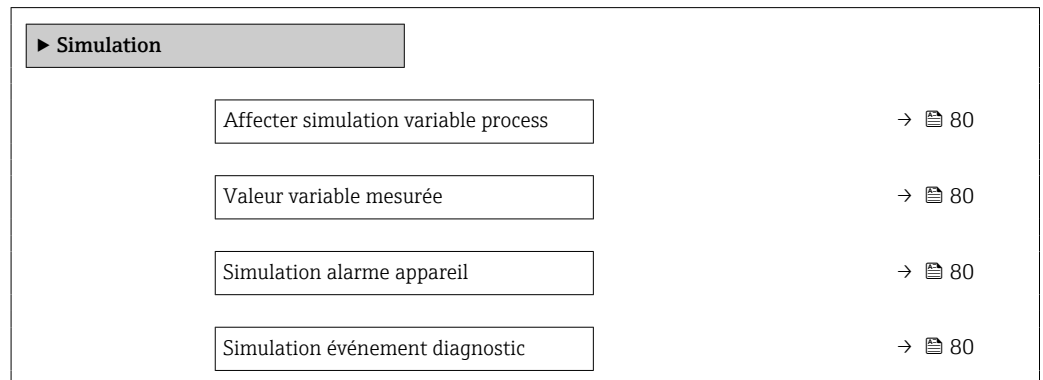 ▶ Simulation
Affecter simulation variable process → 80
Valeur variable mesurée → 80
Simulation alarme appareil → 80
Simulation événement diagnostic → 80